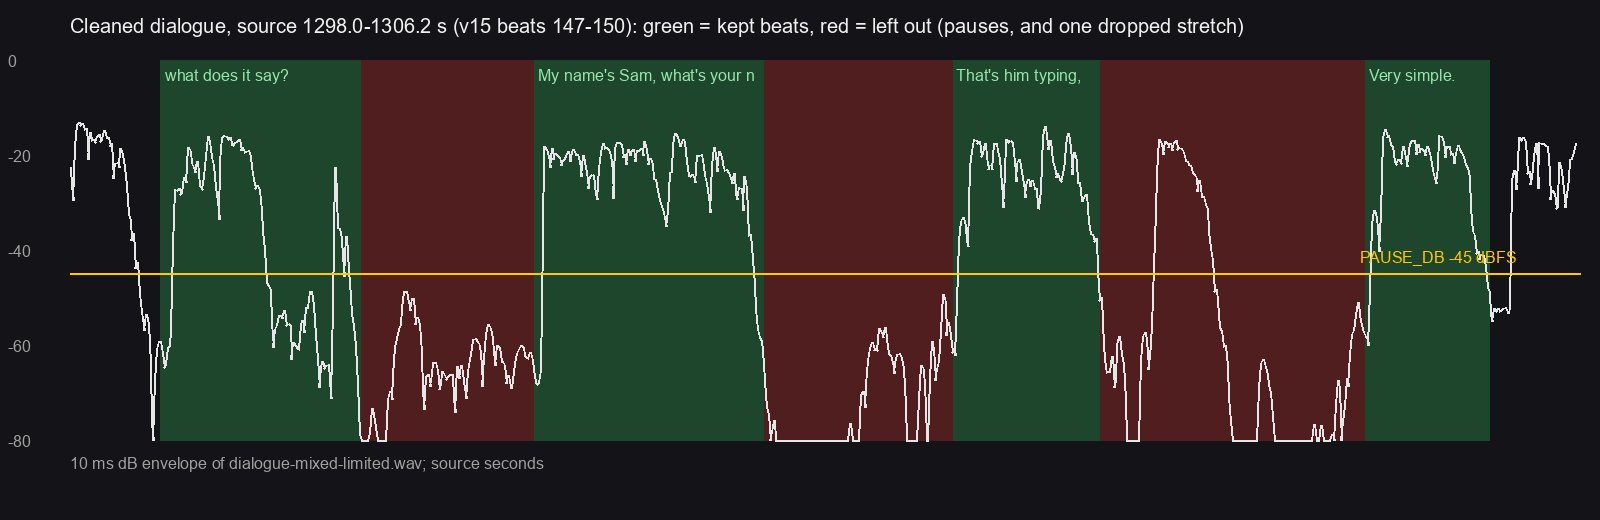 Cleaned dialogue, source 1298.0-1306.2 s (v15 beats 147-150): green = kept beats, red = left out (pauses, and one dropped stretch)
0
what does it say?
My name's Sam, what's your n
That's him typing,
Very simple.
-20
-40
PAUSE_DB -45 dBFS
-60
-80
10 ms dB envelope of dialogue-mixed-limited.wav; source seconds